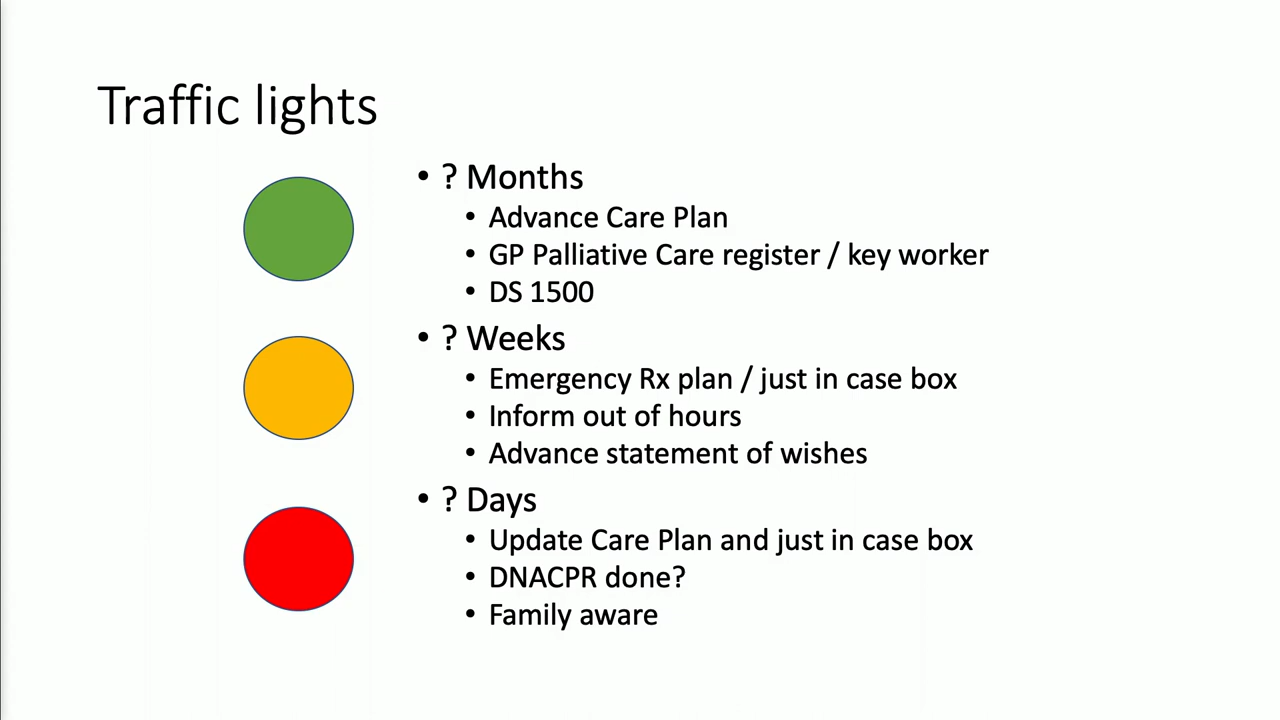 Traffic lights
• ? Months
• Advance Care Plan
• GP Palliative Care register / key worker
• DS 1500
• ? Weeks
• Emergency Rx plan / just in case box
• Inform out of hours
• Advance statement of wishes
• ? Days
• Update Care Plan and just in case box
• DNACPR done?
• Family aware